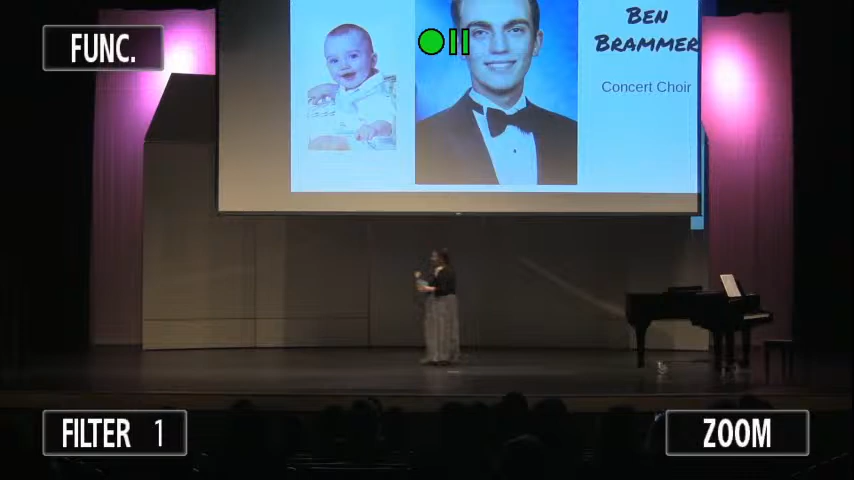 FUNC.
BEN
BRAMMER
Concert Choir
FILTER 1
ZOOM